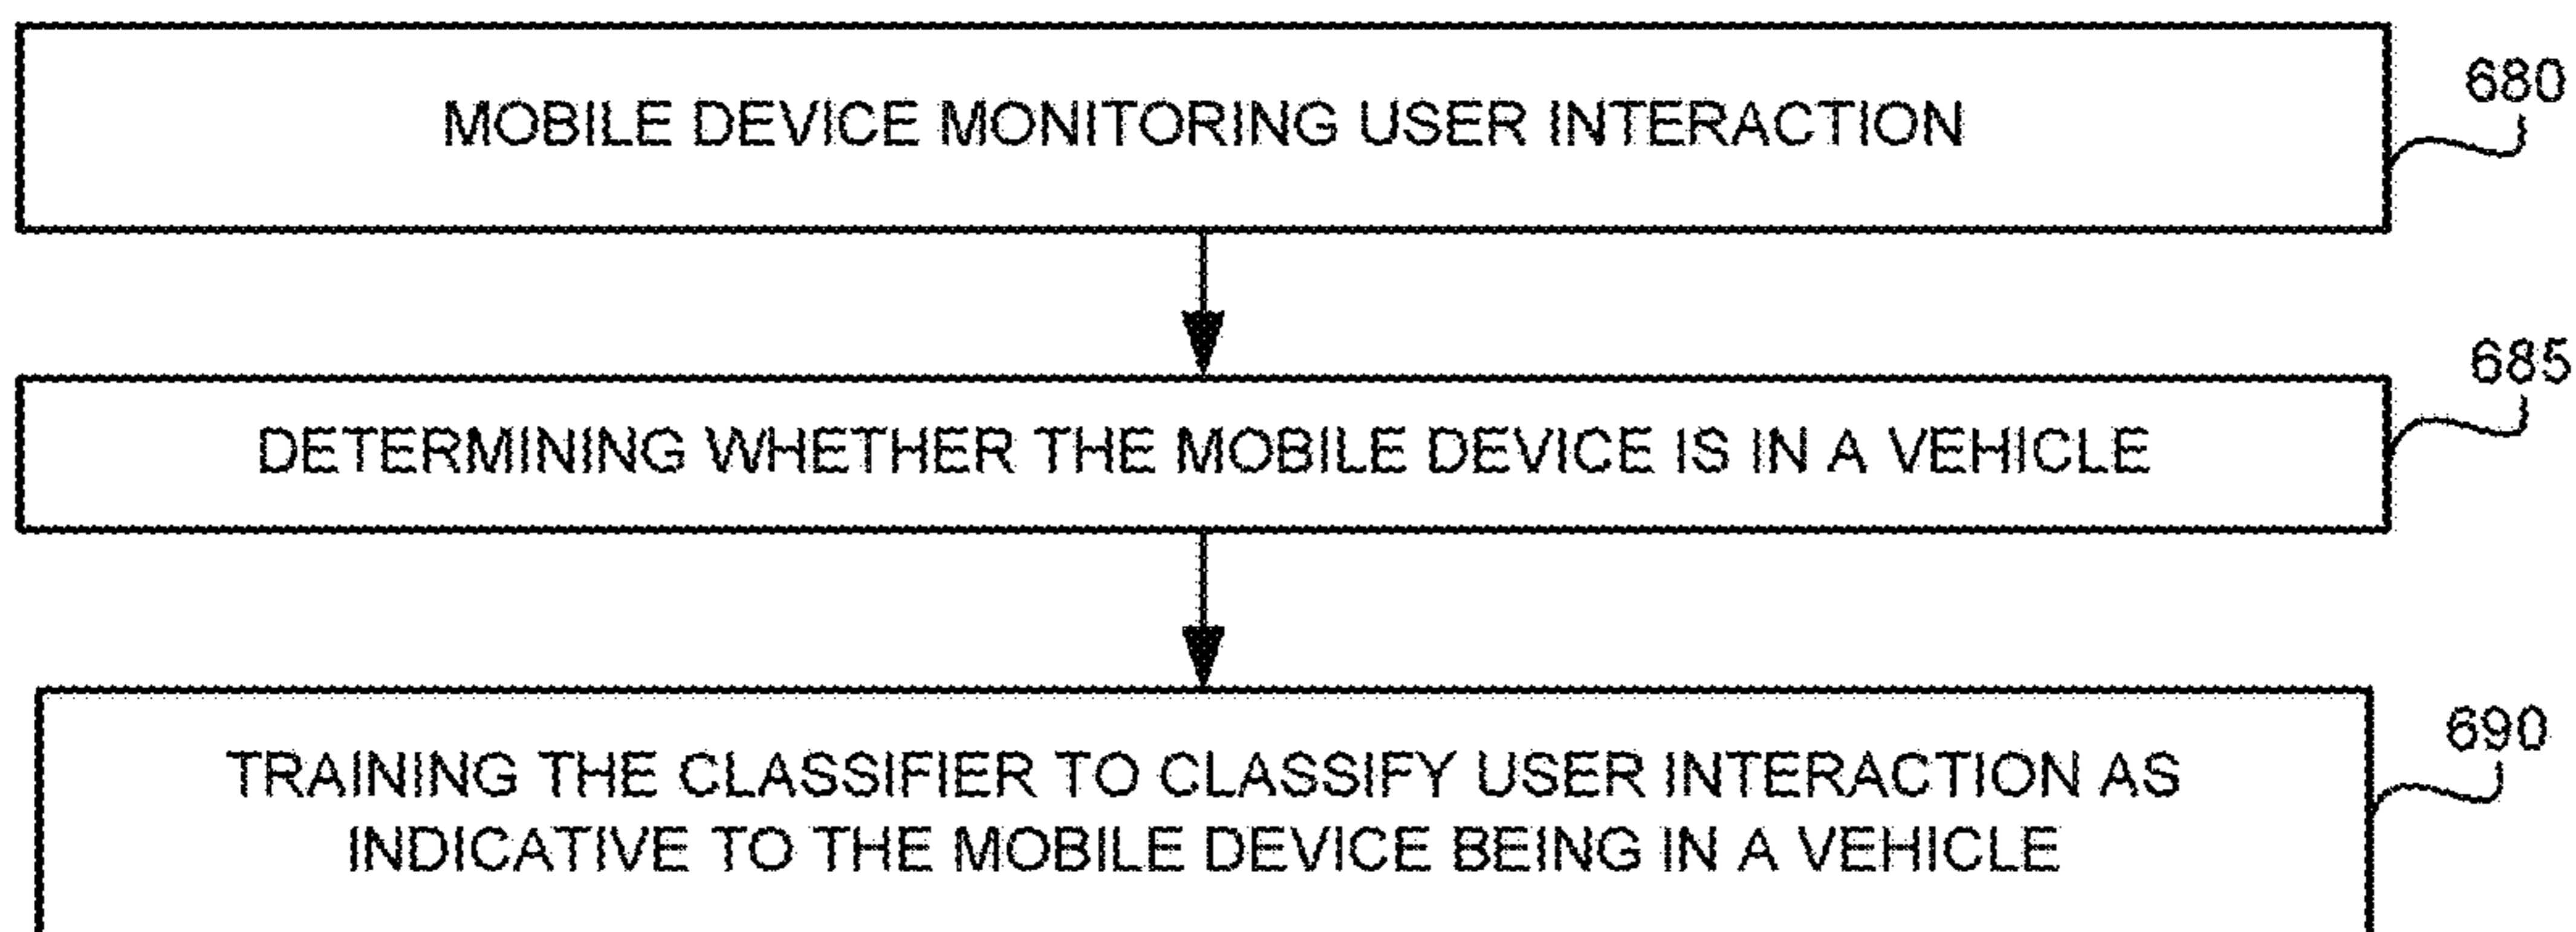 MOBILE DEVICE MONITORING USER INTERACTION
680
DETERMINING WHETHER THE MOBILE DEVICE IS IN A VEHICLE
685
TRAINING THE CLASSIFIER TO CLASSIFY USER INTERACTION AS
INDICATIVE TO THE MOBILE DEVICE BEING IN A VEHICLE
690